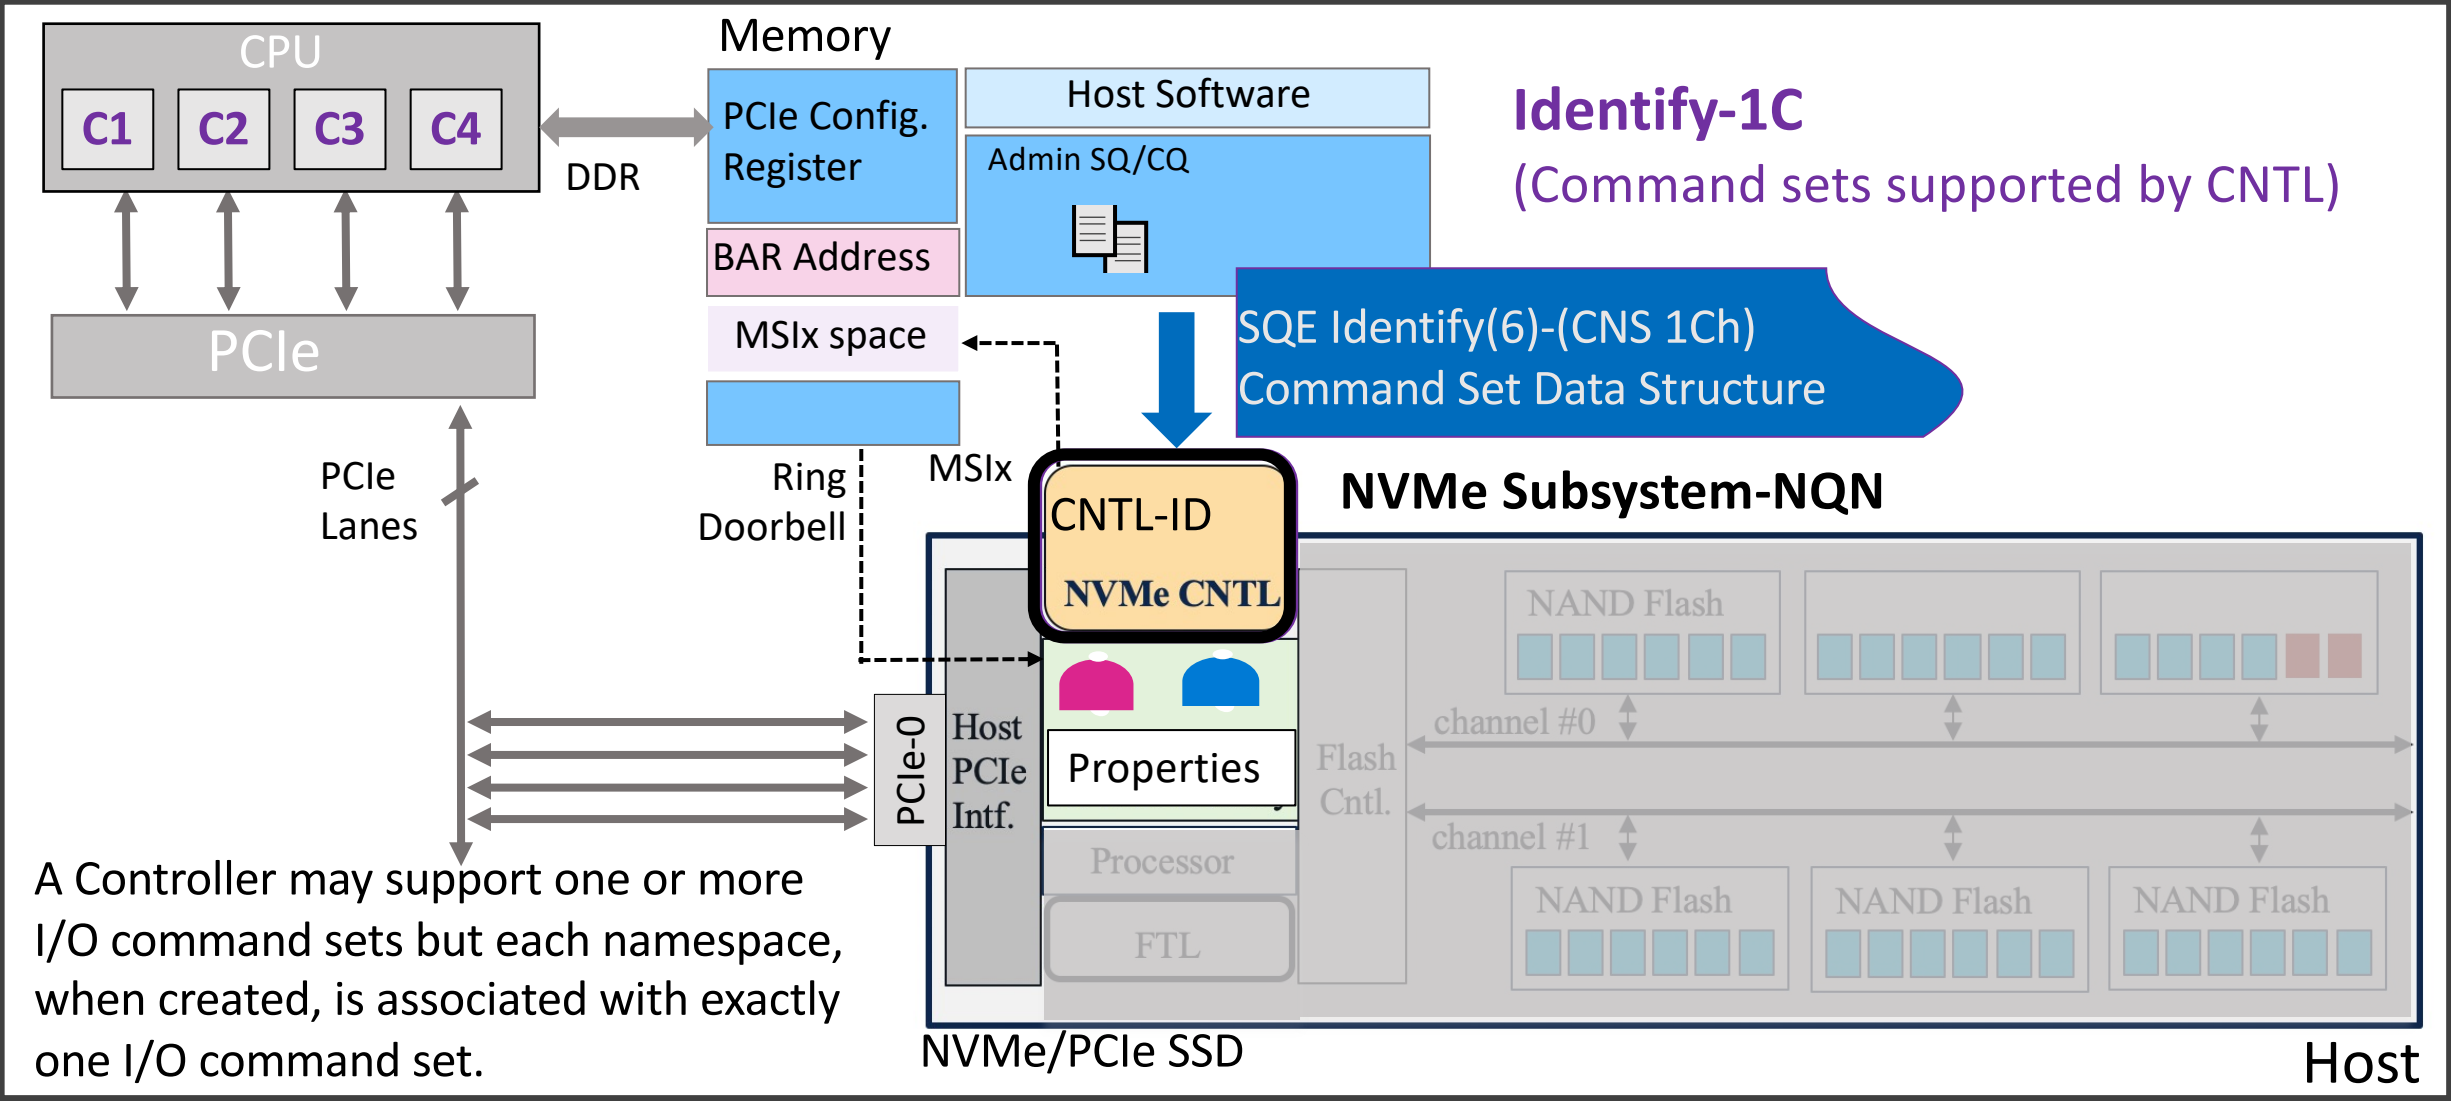 CPU
C1
C2
C3
C4
PCIe
DDR
PCIe
Lanes
Memory
PCIe Config.
Register
BAR Address
MSIx space
Host Software
Admin SQ/CQ
Identify-1C
(Command sets supported by CNTL)
SQE Identify(6)-(CNS 1Ch)
Command Set Data Structure
Ring
Doorbell
MSIx
CNTL-ID
NVMe CNTL
NVMe Subsystem-NQN
PCIe-0
Host
PCIe
Intf.
Properties
Processor
FTL
Flash
Cntl.
NAND Flash
channel #0
channel #1
NAND Flash
NAND Flash
NAND Flash
A Controller may support one or more
I/O command sets but each namespace,
when created, is associated with exactly
one I/O command set.
NVMe/PCIe SSD
Host